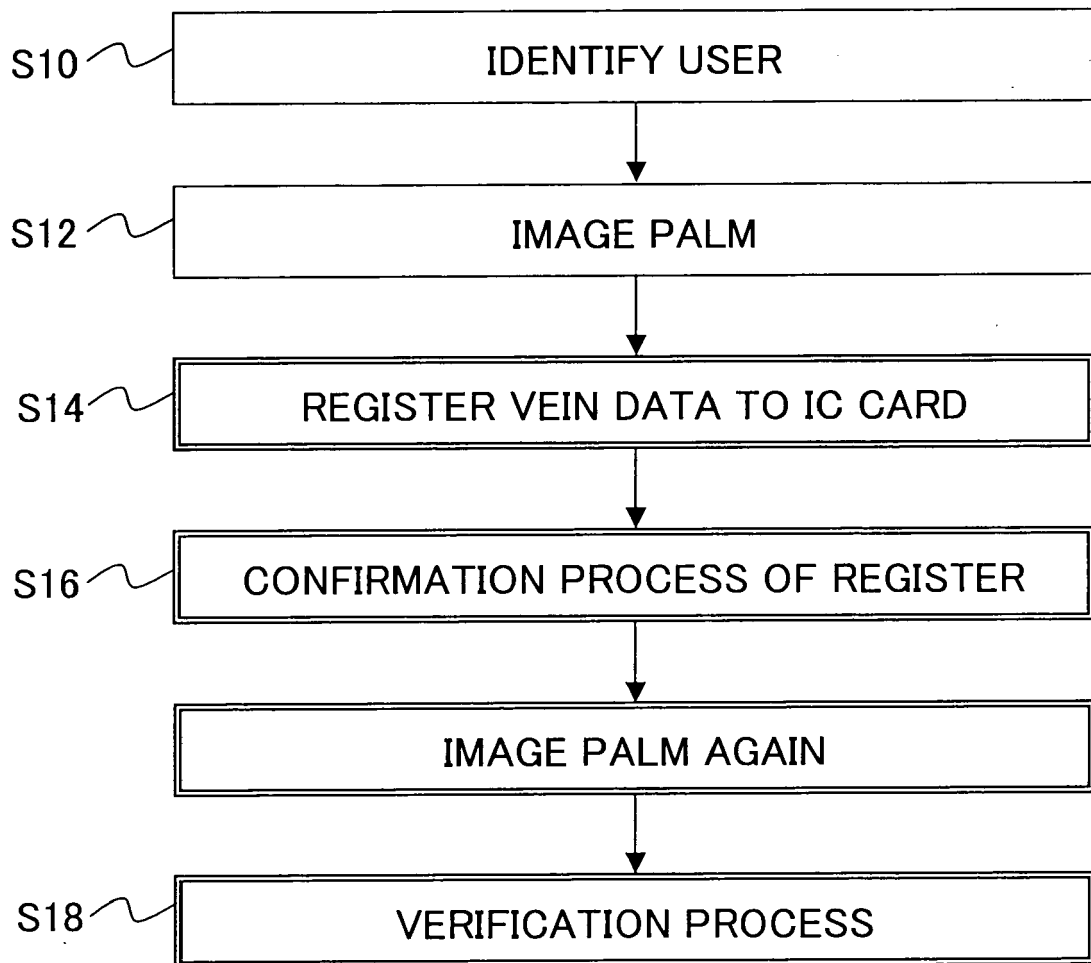 S10 IDENTIFY USER
S12 IMAGE PALM
S14 REGISTER VEIN DATA TO IC CARD
S16 CONFIRMATION PROCESS OF REGISTER
IMAGE PALM AGAIN
S18 VERIFICATION PROCESS